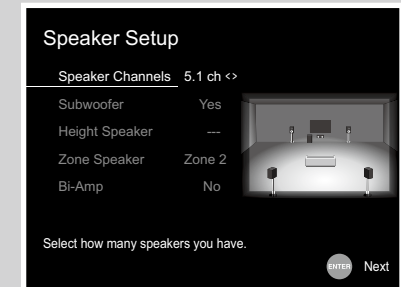 Speaker Setup
Speaker Channels 5.1 ch <>
Subwoofer Yes
Height Speaker ---
Zone Speaker Zone 2
Bi-Amp No
Select how many speakers you have.
ENTER Next